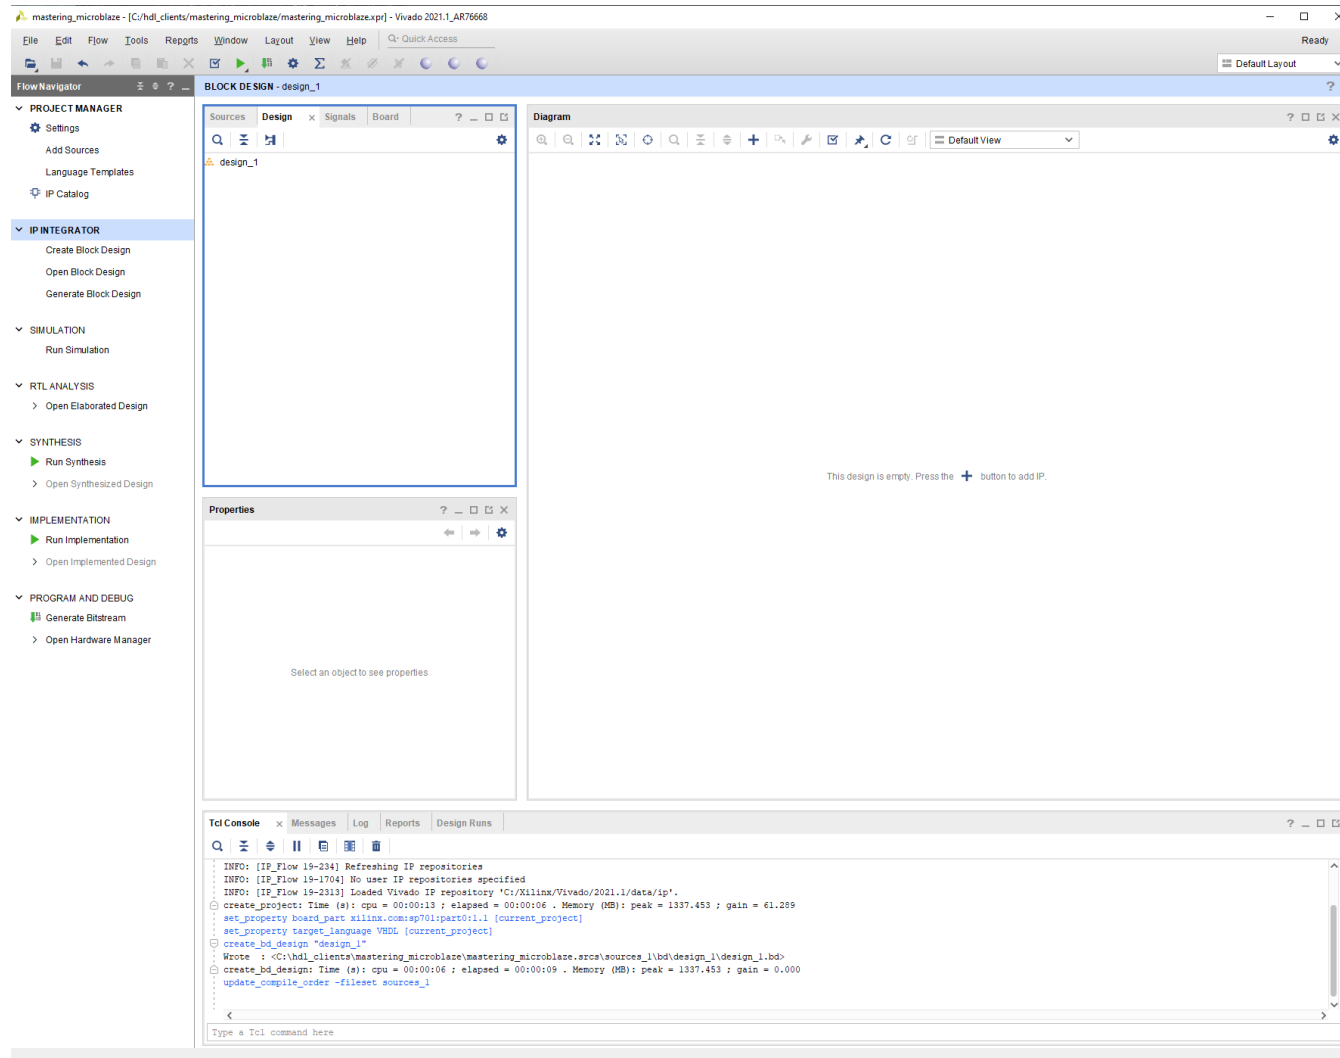 mastering_microblaze - [C:/hdl_clients/mastering_microblaze/mastering_microblaze.xpr] - Vivado 2021.1_AR76668
File Edit Flow Tools Reports Window Layout View Help Quick Access
Ready
Default Layout
Flow Navigator
PROJECT MANAGER
Settings
Add Sources
Language Templates
IP Catalog
IP INTEGRATOR
Create Block Design
Open Block Design
Generate Block Design
SIMULATION
Run Simulation
RTL ANALYSIS
Open Elaborated Design
SYNTHESIS
Run Synthesis
Open Synthesized Design
IMPLEMENTATION
Run Implementation
Open Implemented Design
PROGRAM AND DEBUG
Generate Bitstream
Open Hardware Manager
BLOCK DESIGN - design_1
Sources Design Signals Board
design_1
Properties
Select an object to see properties
Diagram
Default View
This design is empty. Press the + button to add IP.
Tcl Console Messages Log Reports Design Runs
INFO: [IP_Flow 19-234] Refreshing IP repositories
INFO: [IP_Flow 19-1704] No user IP repositories specified
INFO: [IP_Flow 19-2313] Loaded Vivado IP repository 'C:/Xilinx/Vivado/2021.1/data/ip'.
create_project: Time (s): cpu = 00:00:13 ; elapsed = 00:00:06 . Memory (MB): peak = 1337.453 ; gain = 61.289
set_property board_part xilinx.com:sp701:part0:1.1 [current_project]
set_property target_language VHDL [current_project]
create_bd_design "design_1"
Wrote : <C:\hdl_clients\mastering_microblaze\mastering_microblaze.srcs\sources_1\bd\design_1\design_1.bd>
create_bd_design: Time (s): cpu = 00:00:06 ; elapsed = 00:00:09 . Memory (MB): peak = 1337.453 ; gain = 0.000
update_compile_order -fileset sources_1
Type a Tcl command here